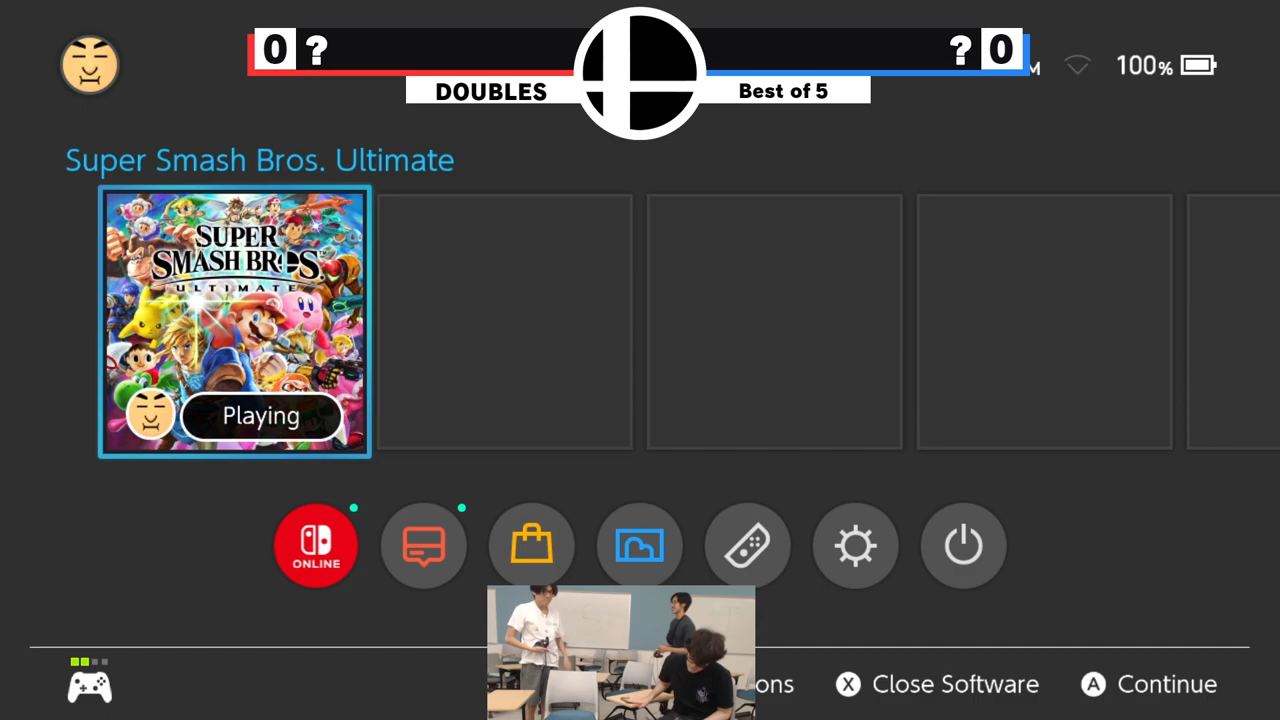 0 ?
? 0
M
100%
DOUBLES
Best of 5
Super Smash Bros. Ultimate
SUPER
SMASH BROS.
ULTIMATE
Playing
ONLINE
ons
X Close Software
A Continue